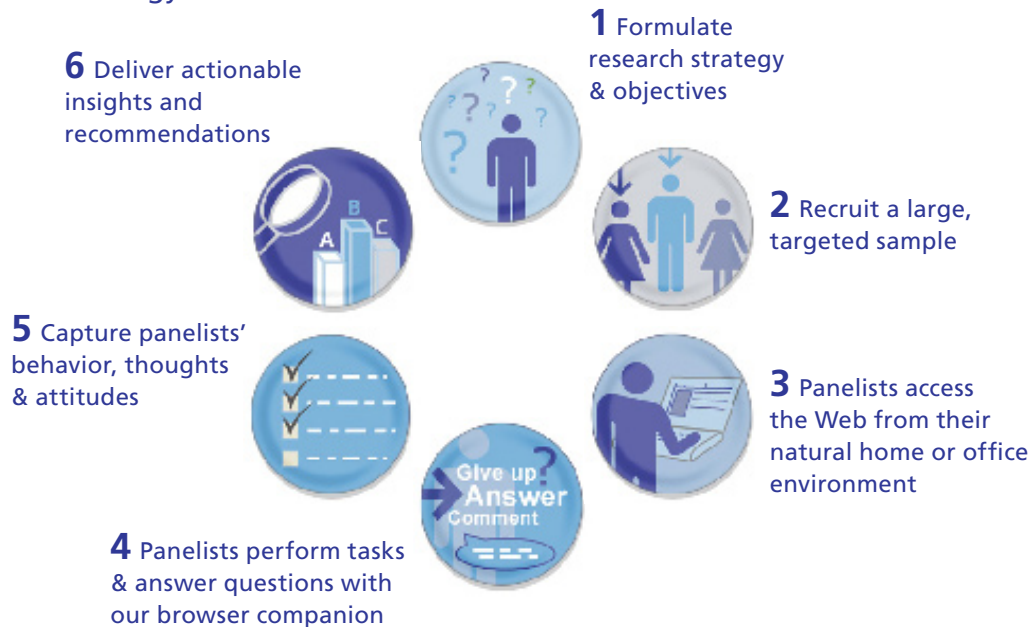 1 Formulate
research strategy
& objectives
2 Recruit a large,
targeted sample
3 Panelists access
the Web from their
natural home or office
environment
4 Panelists perform tasks
& answer questions with
our browser companion
5 Capture panelists'
behavior, thoughts
& attitudes
6 Deliver actionable
insights and
recommendations
? ? ? ? ? ? ? ?
A
B
C
Give up
?
Answer
Comment